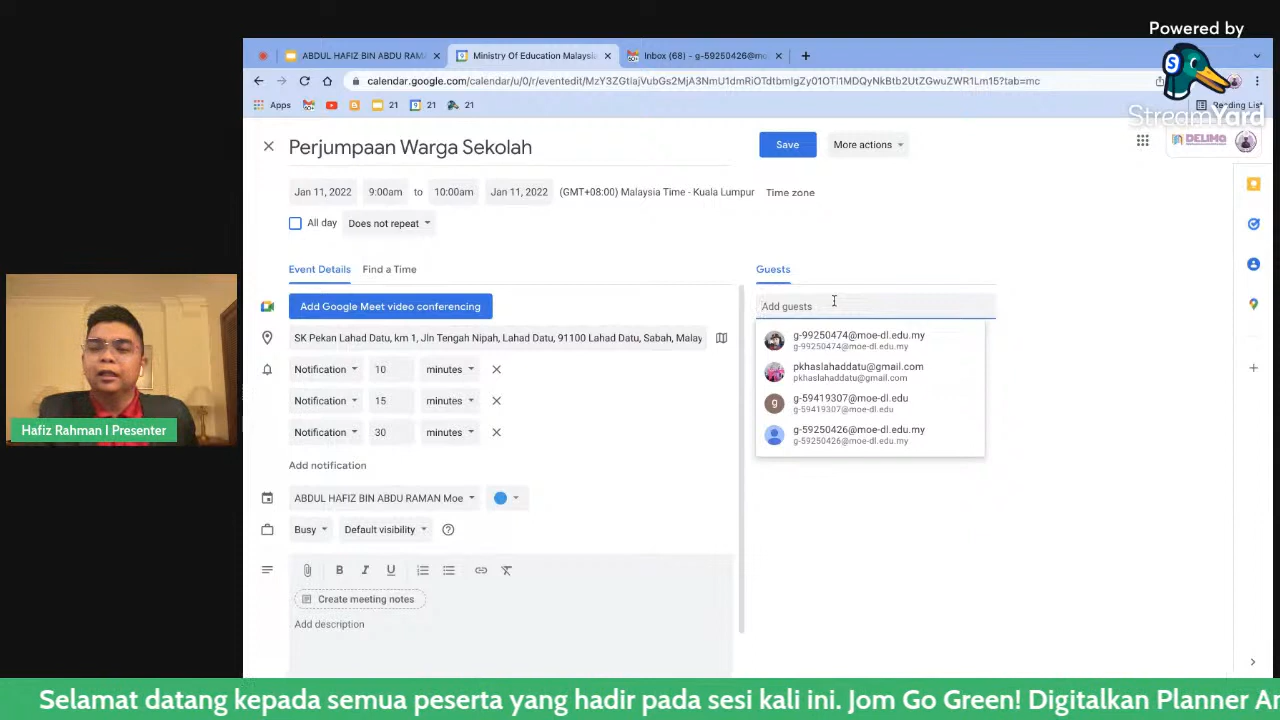 Powered by
StreamYard
ABDUL HAFIZ BIN ABDU RAM
Ministry Of Education Malaysia
Inbox (68) - g-59250426@mo
calendar.google.com/calendar/u/0/r/eventedit/
Apps
21
21
21
Reading List
Perjumpaan Warga Sekolah
Save
More actions
DELIMa
Jan 11, 2022
9:00am
to
10:00am
Jan 11, 2022
(GMT+08:00) Malaysia Time - Kuala Lumpur
Time zone
All day
Does not repeat
Event Details
Find a Time
Guests
Add Google Meet video conferencing
Add guests
SK Pekan Lahad Datu, km 1, Jln Tengah Nipah, Lahad Datu, 91100 Lahad Datu, Sabah, Malay
g-99250474@moe-dl.edu.my
g-99250474@moe-dl.edu.my
Notification
10
minutes
pkhaslahaddatu@gmail.com
pkhaslahaddatu@gmail.com
Notification
15
minutes
g-59419307@moe-dl.edu
g-59419307@moe-dl.edu
Notification
30
minutes
g-59250426@moe-dl.edu.my
g-59250426@moe-dl.edu.my
Hafiz Rahman I Presenter
Add notification
ABDUL HAFIZ BIN ABDU RAMAN Moe
Busy
Default visibility
B I U
Create meeting notes
Add description
Selamat datang kepada semua peserta yang hadir pada sesi kali ini. Jom Go Green! Digitalkan Planner An